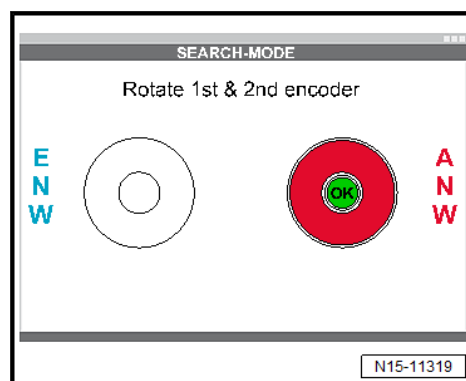 SEARCH-MODE
Rotate 1st & 2nd encoder
E
N
W
OK
A
N
W
N15-11319